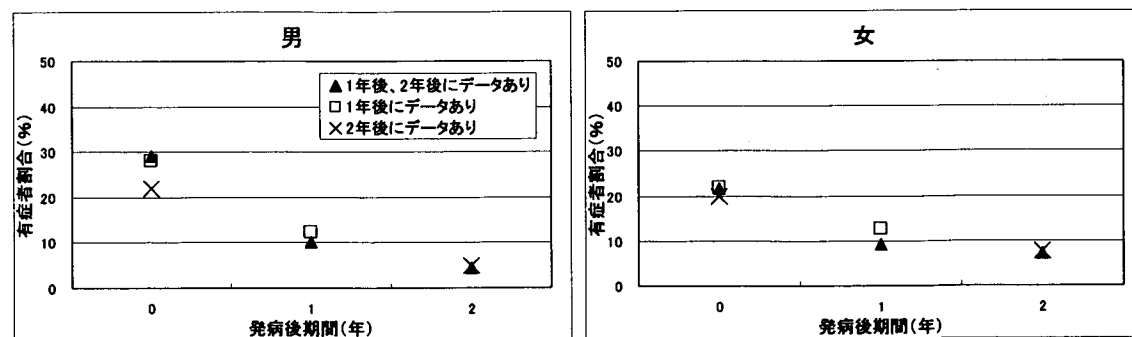 男
50
40
30
20
10
0
有症者割合(%)
▲1年後、2年後にデータあり
□1年後にデータあり
×2年後にデータあり
0 1 2
発病後期間(年)
女
50
40
30
20
10
0
有症者割合(%)
0 1 2
発病後期間(年)